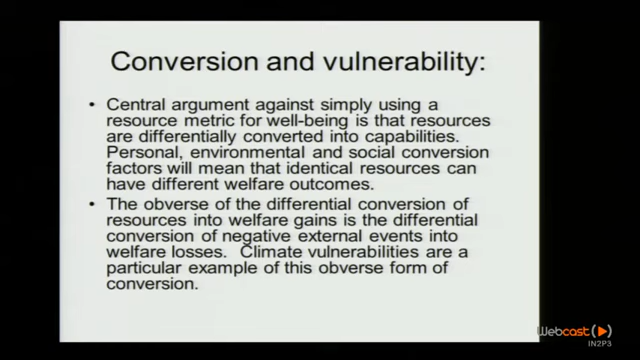 Conversion and vulnerability:
• Central argument against simply using a
resource metric for well-being is that resources
are differentially converted into capabilities.
Personal, environmental and social conversion
factors will mean that identical resources can
have different welfare outcomes.
• The obverse of the differential conversion of
resources into welfare gains is the differential
conversion of negative external events into
welfare losses.  Climate vulnerabilities are a
particular example of this obverse form of
conversion.
Webcast
IN2P3